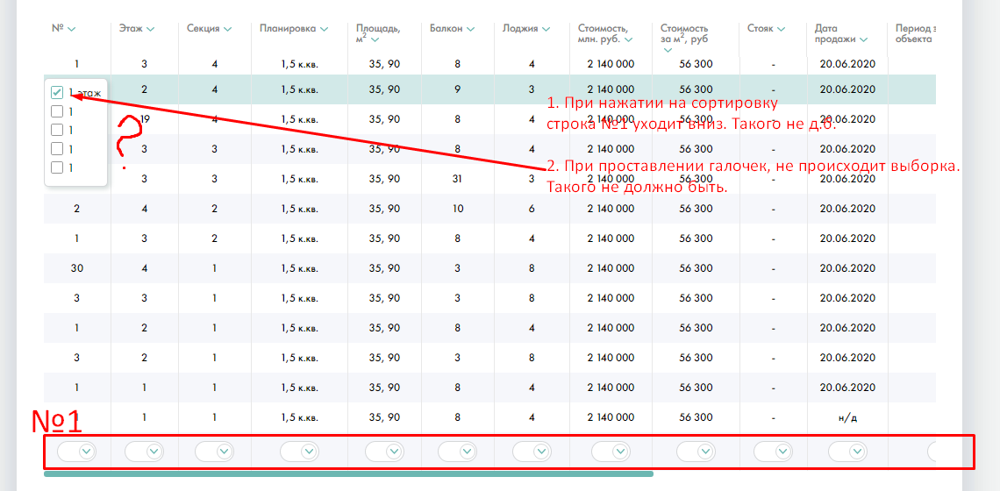 № Этаж Секция Планировка Площадь, м² Балкон Лоджия Стоимость, млн. руб. Стоимость за м², руб Стояк Дата продажи Период з объекта
1 3 4 1,5 к.кв. 35, 90 8 4 2 140 000 56 300 - 20.06.2020
1 этаж 2 4 1,5 к.кв. 35, 90 9 3 2 140 000 56 300 - 20.06.2020
1. При нажатии на сортировку
1
19 4 1,5 к.кв. 35, 90 8 4 2 140 000 56 300 - 20.06.2020
строка №1 уходит вниз. Такого не д.б.
1
?
1 3 3 1,5 к.кв. 35, 90 8 4 2 140 000 56 300 - 20.06.2020
2. При проставлении галочек, не происходит выборка.
1
3 3 1,5 к.кв. 35, 90 31 3 2 140 000 56 300 - 20.06.2020
Такого не должно быть.
2 4 2 1,5 к.кв. 35, 90 10 6 2 140 000 56 300 - 20.06.2020
1 3 2 1,5 к.кв. 35, 90 8 4 2 140 000 56 300 - 20.06.2020
30 4 1 1,5 к.кв. 35, 90 3 8 2 140 000 56 300 - 20.06.2020
3 3 1 1,5 к.кв. 35, 90 3 8 2 140 000 56 300 - 20.06.2020
1 2 1 1,5 к.кв. 35, 90 8 4 2 140 000 56 300 - 20.06.2020
3 2 1 1,5 к.кв. 35, 90 3 8 2 140 000 56 300 - 20.06.2020
1 1 1 1,5 к.кв. 35, 90 8 4 2 140 000 56 300 - 20.06.2020
№1
1 1 1,5 к.кв. 35, 90 8 4 2 140 000 56 300 - н/д